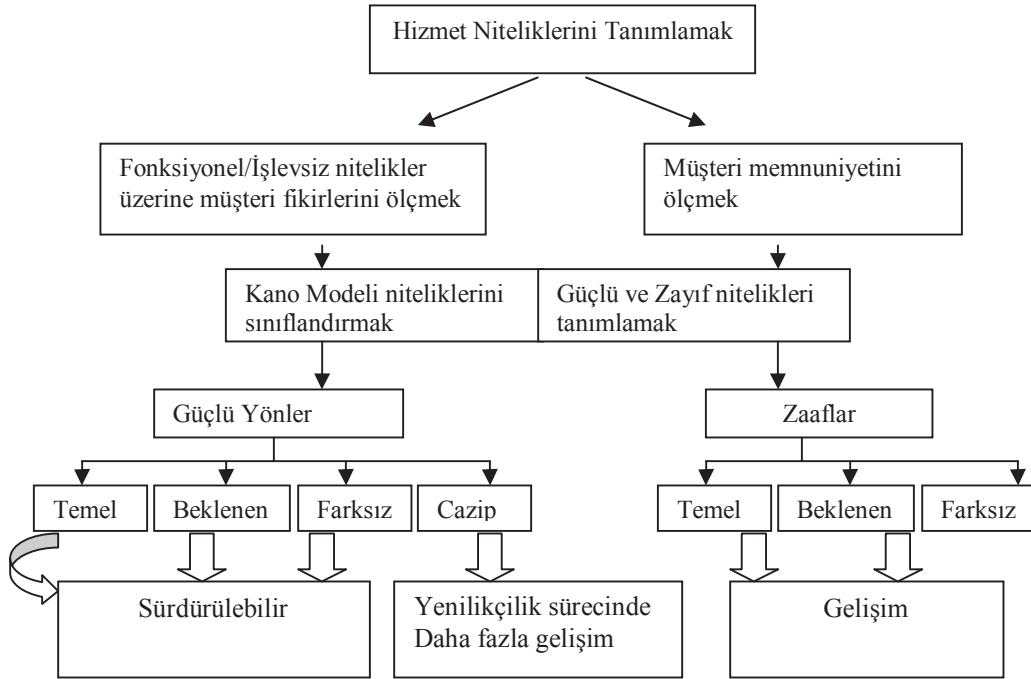 Hizmet Niteliklerini Tanımlamak
Fonksiyonel/İşlevsiz nitelikler
üzerine müşteri fikirlerini ölçmek
Müşteri memnuniyetini
ölçmek
Kano Modeli niteliklerini
sınıflandırmak
Güçlü ve Zayıf nitelikleri
tanımlamak
Güçlü Yönler
Zaaflar
Temel
Beklenen
Farksız
Cazip
Temel
Beklenen
Farksız
Sürdürülebilir
Yenilikçilik sürecinde
Daha fazla gelişim
Gelişim